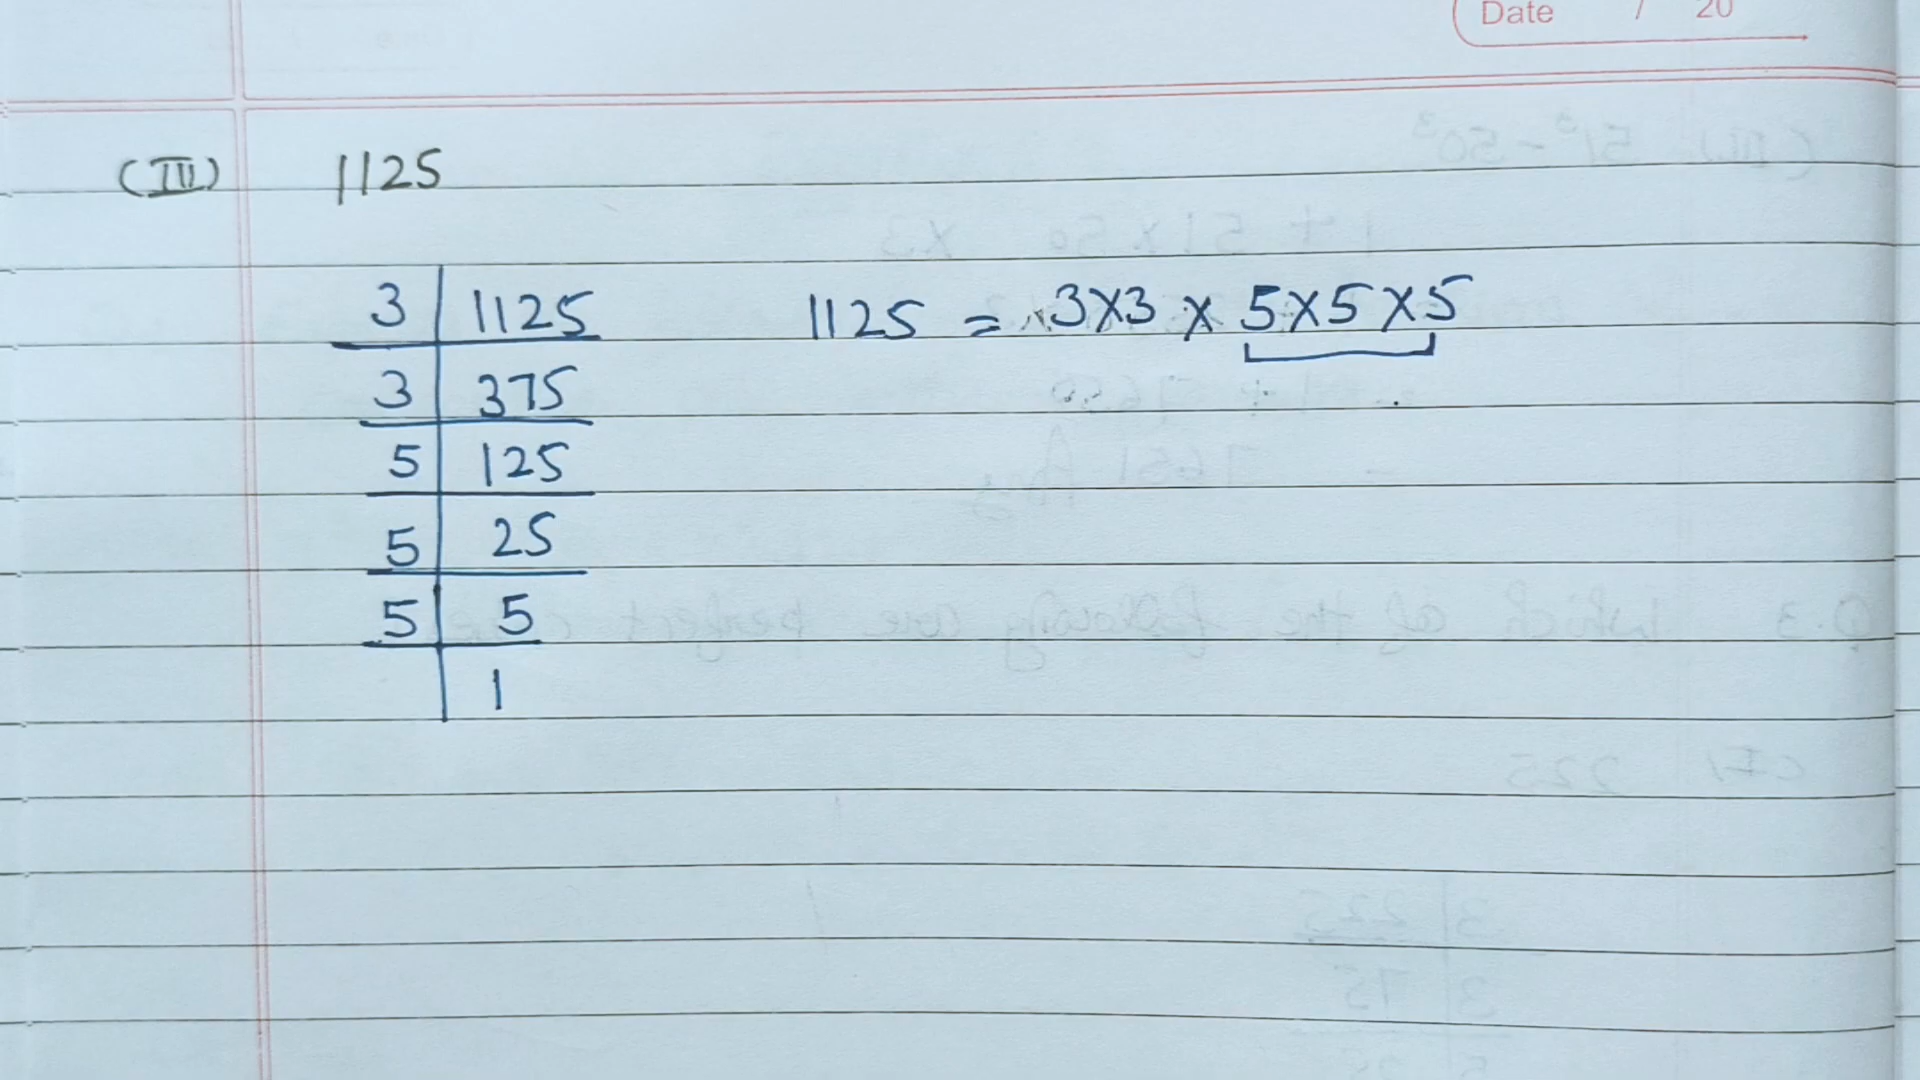 Date / 20
(III) 1125
3 | 1125 1125 = 3×3 × 5×5×5
3 | 375
5 | 125
5 | 25
5 | 5
1